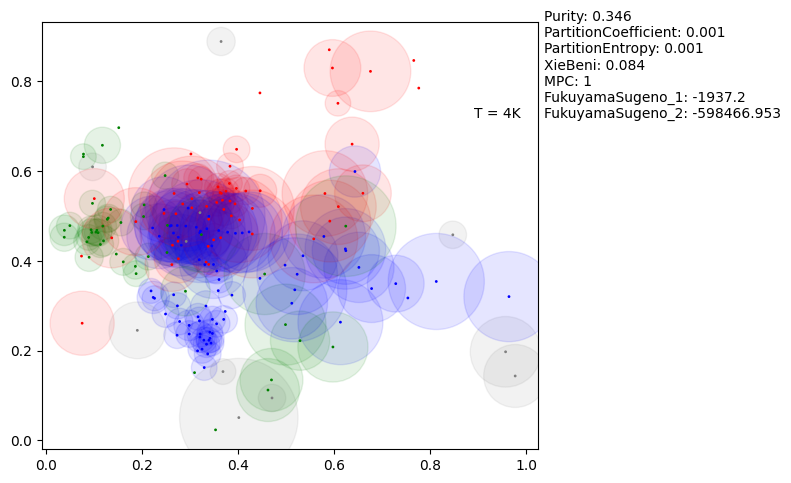 Purity: 0.346
PartitionCoefficient: 0.001
PartitionEntropy: 0.001
XieBeni: 0.084
MPC: 1
FukuyamaSugeno_1: -1937.2
FukuyamaSugeno_2: -598466.953
T = 4K
0.8
0.6
0.4
0.2
0.0
0.0 0.2 0.4 0.6 0.8 1.0